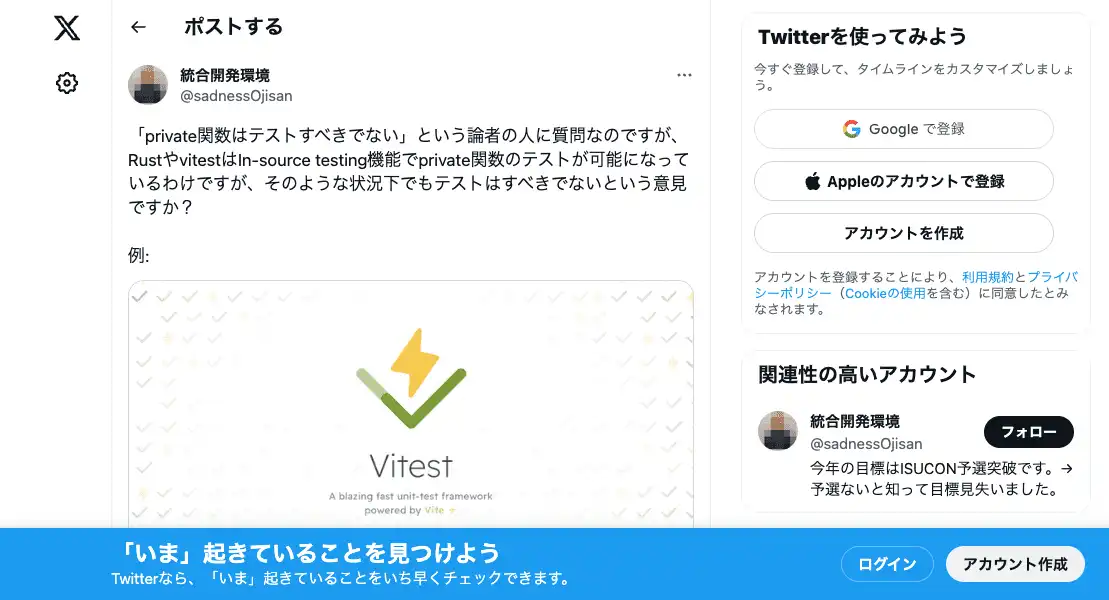 ポストする
統合開発環境
@sadnessOjisan
「private関数はテストすべきでない」という論者の人に質問なのですが、
RustやvitestはIn-source testing機能でprivate関数のテストが可能になって
いるわけですが、そのような状況下でもテストはすべきでないという意見
ですか？
例:
Vitest
A blazing fast unit-test framework
powered by Vite
Twitterを使ってみよう
今すぐ登録して、タイムラインをカスタマイズしましょ
う。
Google で登録
Appleのアカウントで登録
アカウントを作成
アカウントを登録することにより、利用規約とプライバ
シーポリシー（Cookieの使用を含む）に同意したとみ
なされます。
関連性の高いアカウント
統合開発環境
@sadnessOjisan
フォロー
今年の目標はISUCON予選突破です。→
予選ないと知って目標見失いました。
「いま」起きていることを見つけよう
Twitterなら、「いま」起きていることをいち早くチェックできます。
ログイン
アカウント作成